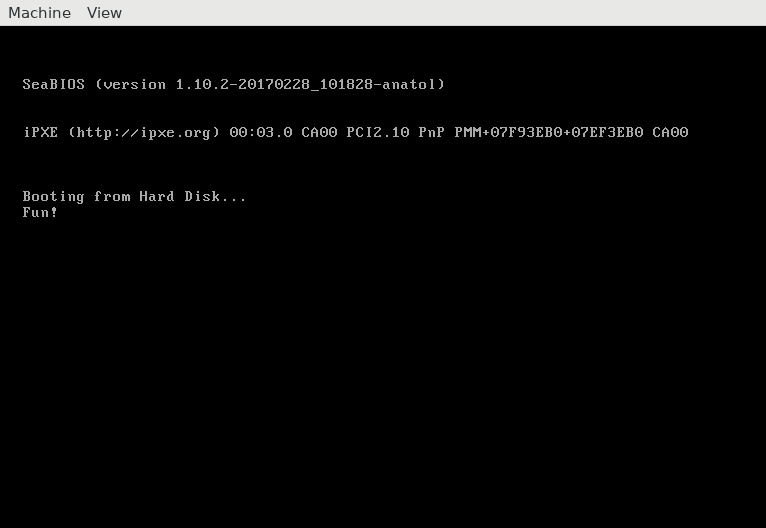 Machine View
SeaBIOS (version 1.10.2-20170228_101828-anatol)
iPXE (http://ipxe.org) 00:03.0 CA00 PCI2.10 PnP PMM+07F93EB0+07EF3EB0 CA00
Booting from Hard Disk...
Fun!